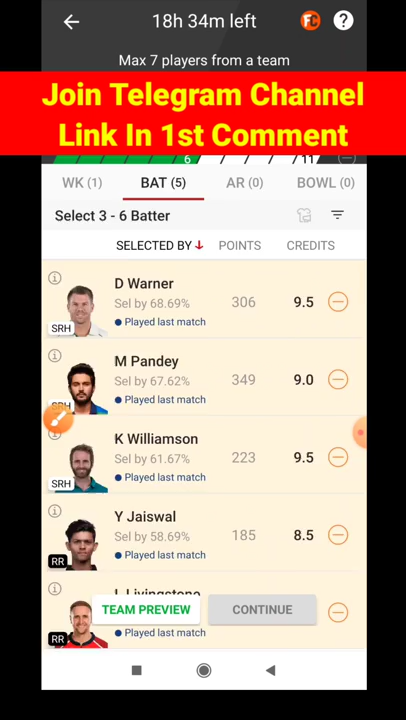 18h 34m left
FC
?
Max 7 players from a team
Join Telegram Channel
Link In 1st Comment
6
11
WK (1)
BAT (5)
AR (0)
BOWL (0)
Select 3 - 6 Batter
SELECTED BY
POINTS
CREDITS
D Warner
Sel by 68.69%
306
9.5
Played last match
SRH
M Pandey
Sel by 67.62%
349
9.0
Played last match
SRH
K Williamson
Sel by 61.67%
223
9.5
Played last match
SRH
Y Jaiswal
Sel by 58.69%
185
8.5
Played last match
RR
L Livingstone
TEAM PREVIEW
CONTINUE
Played last match
RR